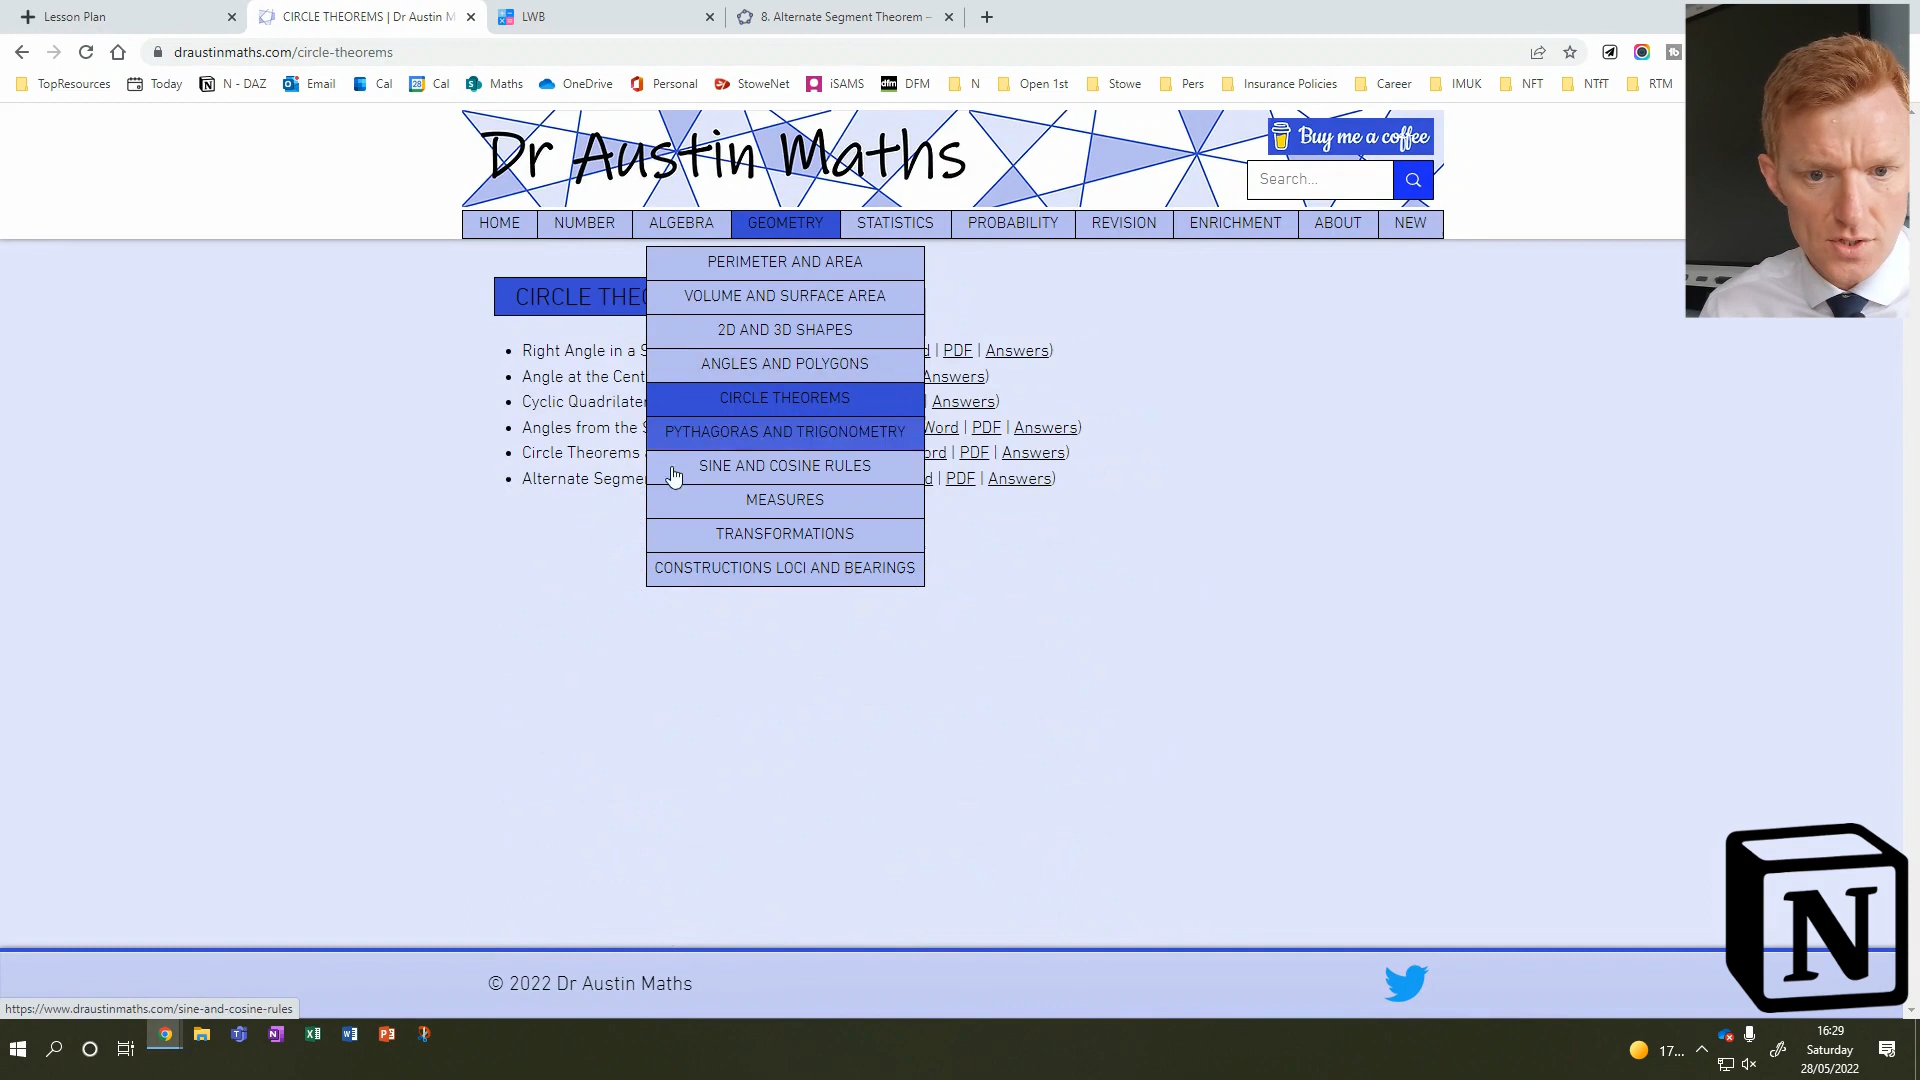 Lesson Plan
CIRCLE THEOREMS | Dr Austin M
LWB
8. Alternate Segment Theorem –
draustinmaths.com/circle-theorems
TopResources
Today
N - DAZ
Email
Cal
28 Cal
Maths
OneDrive
Personal
StoweNet
iSAMS
dfm DFM
N
Open 1st
Stowe
Pers
Insurance Policies
Career
IMUK
NFT
NTfT
RTM
Dr Austin Maths
Buy me a coffee
Search...
HOME
NUMBER
ALGEBRA
GEOMETRY
STATISTICS
PROBABILITY
REVISION
ENRICHMENT
ABOUT
NEW
PERIMETER AND AREA
VOLUME AND SURFACE AREA
2D AND 3D SHAPES
ANGLES AND POLYGONS
CIRCLE THEOREMS
PYTHAGORAS AND TRIGONOMETRY
SINE AND COSINE RULES
MEASURES
TRANSFORMATIONS
CONSTRUCTIONS LOCI AND BEARINGS
CIRCLE THEO
• Right Angle in a S d | PDF | Answers)
• Angle at the Cent Answers)
• Cyclic Quadrilater | Answers)
• Angles from the S Word | PDF | Answers)
• Circle Theorems ord | PDF | Answers)
• Alternate Segme d | PDF | Answers)
© 2022 Dr Austin Maths
N
https://www.draustinmaths.com/sine-and-cosine-rules
17...
16:29
Saturday
28/05/2022